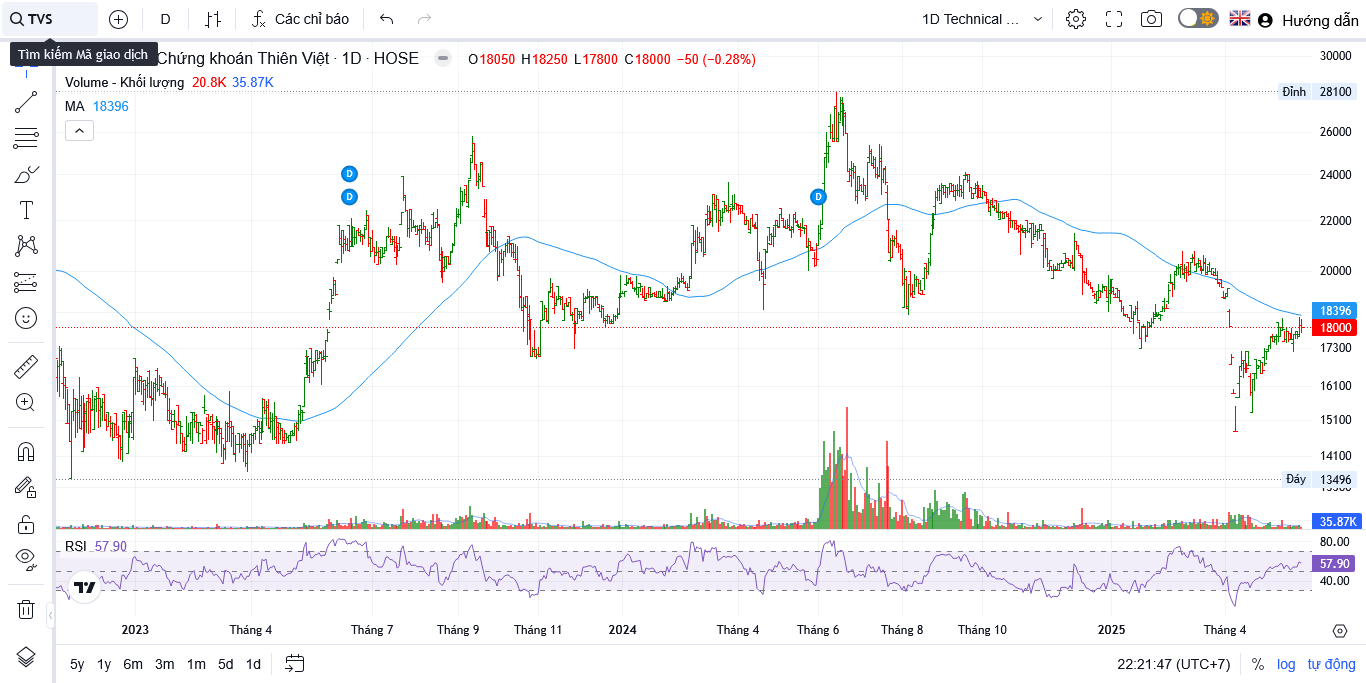 TVS
D
Các chỉ báo
1D Technical ...
Hướng dẫn
Tìm kiếm Mã giao dịch
Chứng khoán Thiên Việt · 1D · HOSE
O18050 H18250 L17800 C18000 −50 (−0.28%)
Volume - Khối lượng 20.8K 35.87K
MA 18396
30000
Đỉnh 28100
26000
D
24000
D
D
22000
20000
18396
18000
17300
16100
15100
14100
Đáy 13496
35.87K
RSI 57.90
80.00
57.90
40.00
2023 Tháng 4 Tháng 7 Tháng 9 Tháng 11 2024 Tháng 4 Tháng 6 Tháng 8 Tháng 10 2025 Tháng 4
5y 1y 6m 3m 1m 5d 1d
22:21:47 (UTC+7) % log tự động